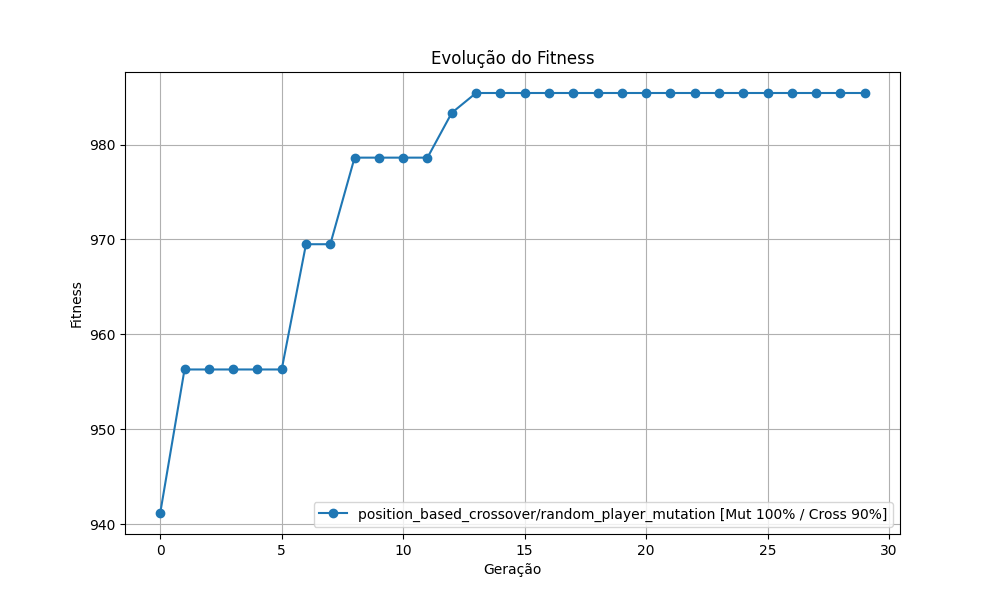 Evolução do Fitness
Fitness
980
970
960
950
940
0 5 10 15 20 25 30
Geração
position_based_crossover/random_player_mutation [Mut 100% / Cross 90%]